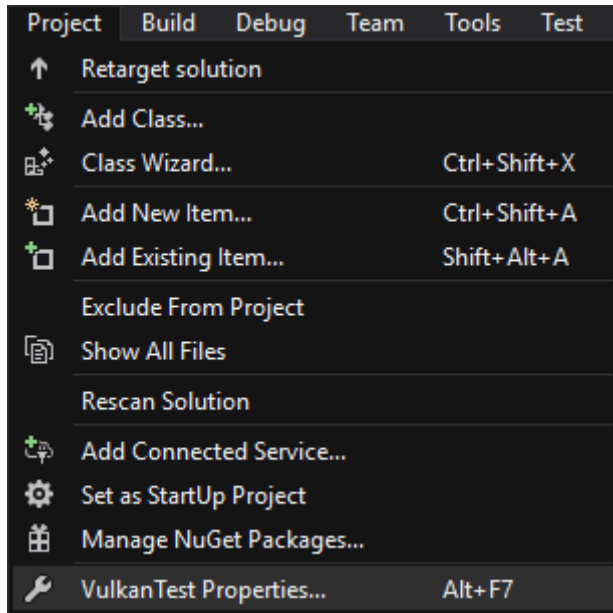 Project Build Debug Team Tools Test
Retarget solution
Add Class...
Class Wizard... Ctrl+Shift+X
Add New Item... Ctrl+Shift+A
Add Existing Item... Shift+Alt+A
Exclude From Project
Show All Files
Rescan Solution
Add Connected Service...
Set as StartUp Project
Manage NuGet Packages...
VulkanTest Properties... Alt+F7